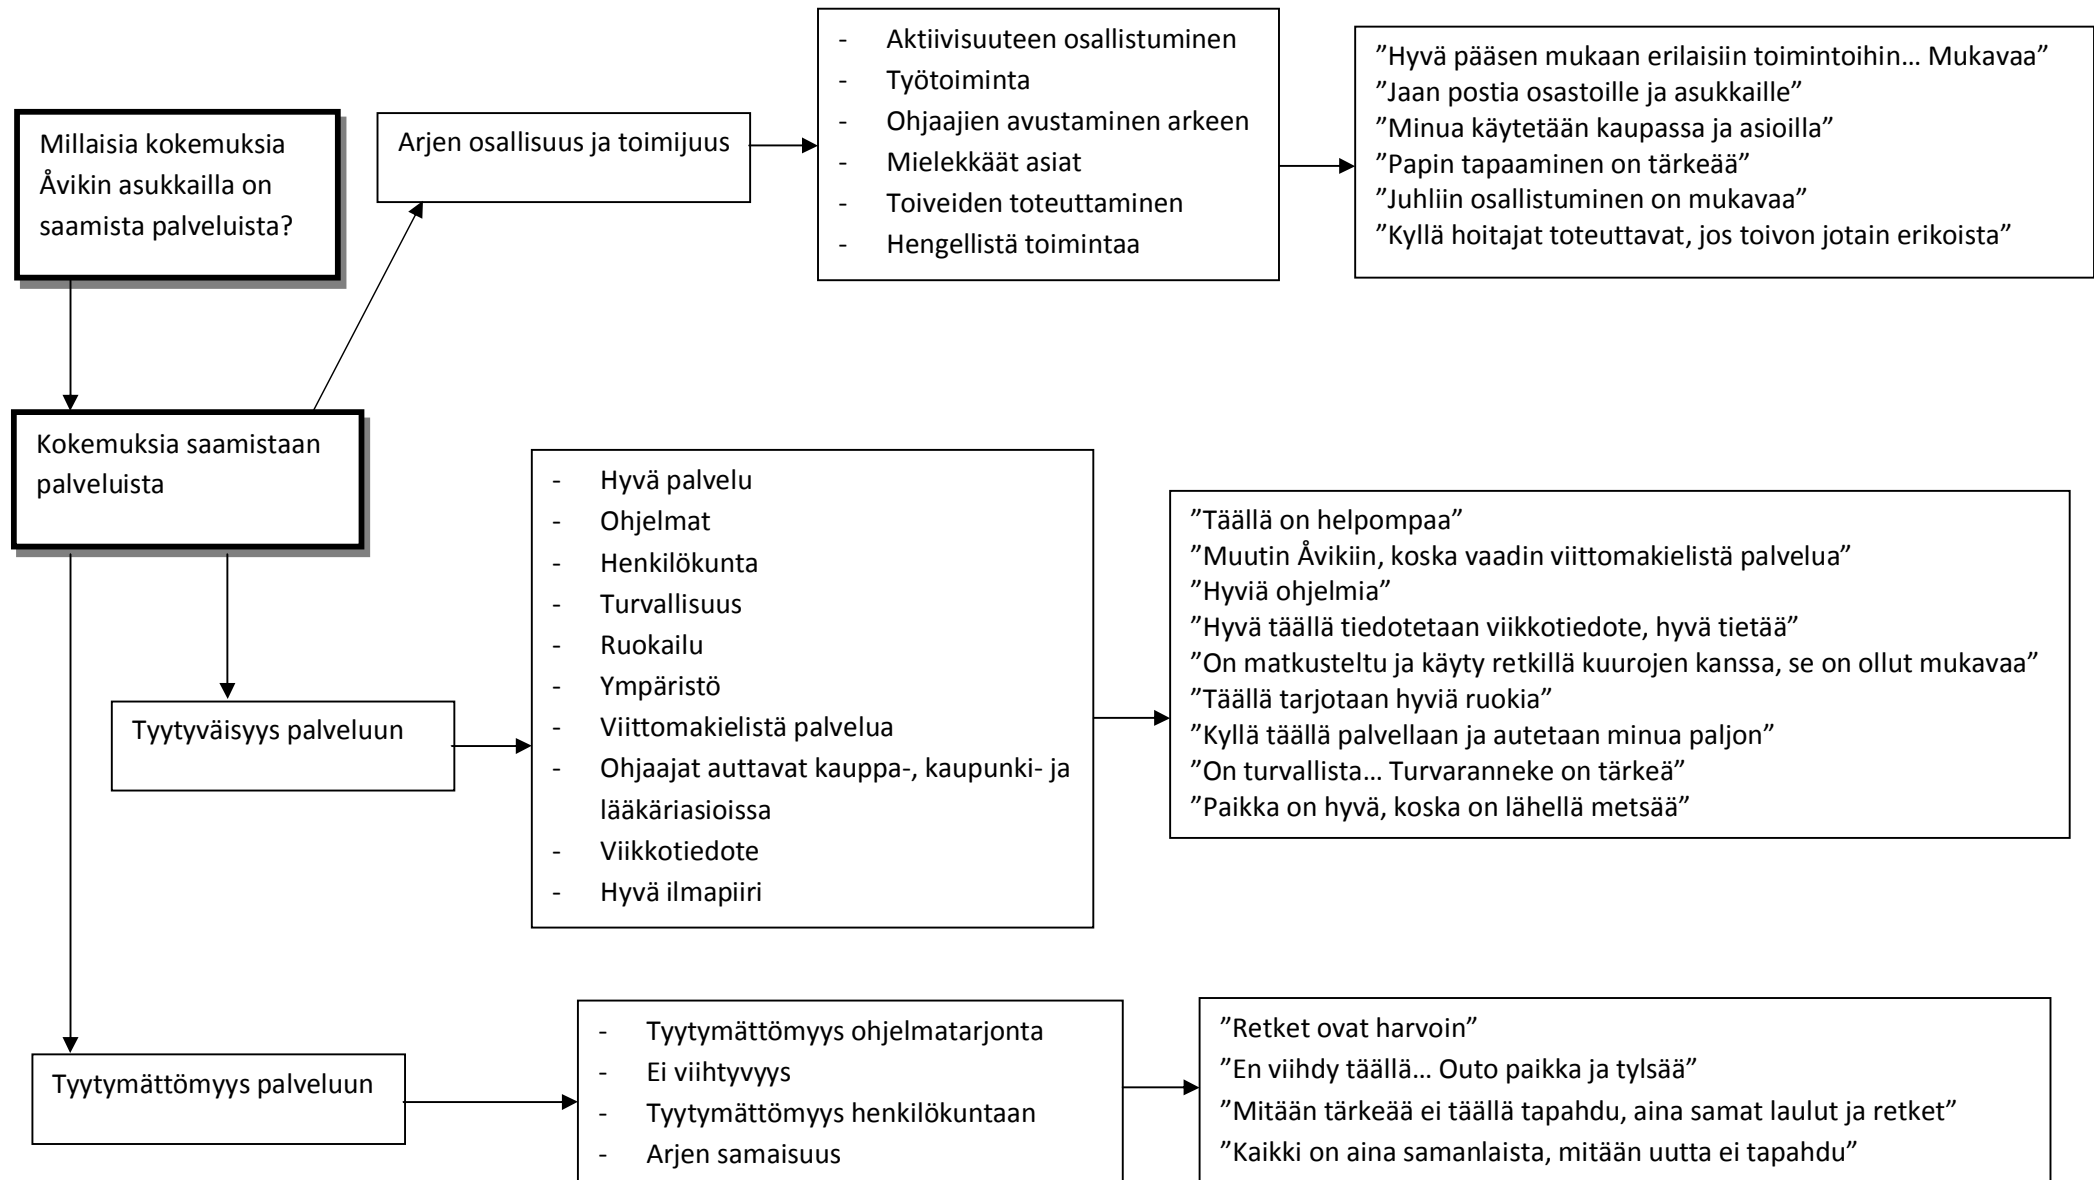 Millaisia kokemuksia
Åvikin asukkailla on
saamista palveluista?
Arjen osallisuus ja toimijuus
- Aktiivisuuteen osallistuminen
- Työtoiminta
- Ohjaajien avustaminen arkeen
- Mielekkäät asiat
- Toiveiden toteuttaminen
- Hengellistä toimintaa
”Hyvä pääsen mukaan erilaisiin toimintoihin… Mukavaa”
”Jaan postia osastoille ja asukkaille”
”Minua käytetään kaupassa ja asioilla”
”Papin tapaaminen on tärkeää”
”Juhliin osallistuminen on mukavaa”
”Kyllä hoitajat toteuttavat, jos toivon jotain erikoista”
Kokemuksia saamistaan
palveluista
Tyytyväisyys palveluun
- Hyvä palvelu
- Ohjelmat
- Henkilökunta
- Turvallisuus
- Ruokailu
- Ympäristö
- Viittomakielistä palvelua
- Ohjaajat auttavat kauppa-, kaupunki- ja
lääkäriasioissa
- Viikkotiedote
- Hyvä ilmapiiri
”Täällä on helpompaa”
”Muutin Åvikiin, koska vaadin viittomakielistä palvelua”
”Hyviä ohjelmia”
”Hyvä täällä tiedotetaan viikkotiedote, hyvä tietää”
”On matkusteltu ja käyty retkillä kuurojen kanssa, se on ollut mukavaa”
”Täällä tarjotaan hyviä ruokia”
”Kyllä täällä palvellaan ja autetaan minua paljon”
”On turvallista… Turvaranneke on tärkeä”
”Paikka on hyvä, koska on lähellä metsää”
Tyytymättömyys palveluun
- Tyytymättömyys ohjelmatarjonta
- Ei viihtyvyys
- Tyytymättömyys henkilökuntaan
- Arjen samaisuus
”Retket ovat harvoin”
”En viihdy täällä… Outo paikka ja tylsää”
”Mitään tärkeää ei täällä tapahdu, aina samat laulut ja retket”
”Kaikki on aina samanlaista, mitään uutta ei tapahdu”